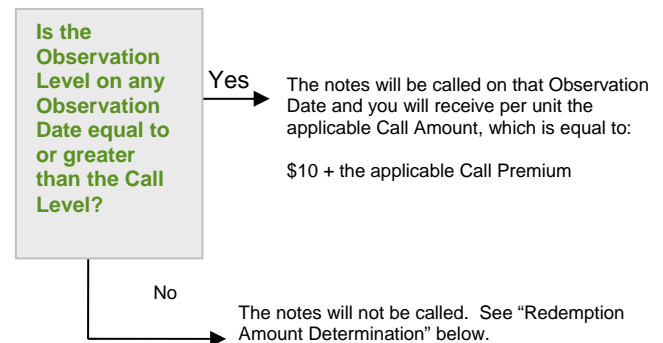 Is the
Observation
Level on any
Observation
Date equal to
or greater
than the Call
Level?
Yes
The notes will be called on that Observation
Date and you will receive per unit the
applicable Call Amount, which is equal to:
$10 + the applicable Call Premium
No
The notes will not be called.  See “Redemption
Amount Determination” below.